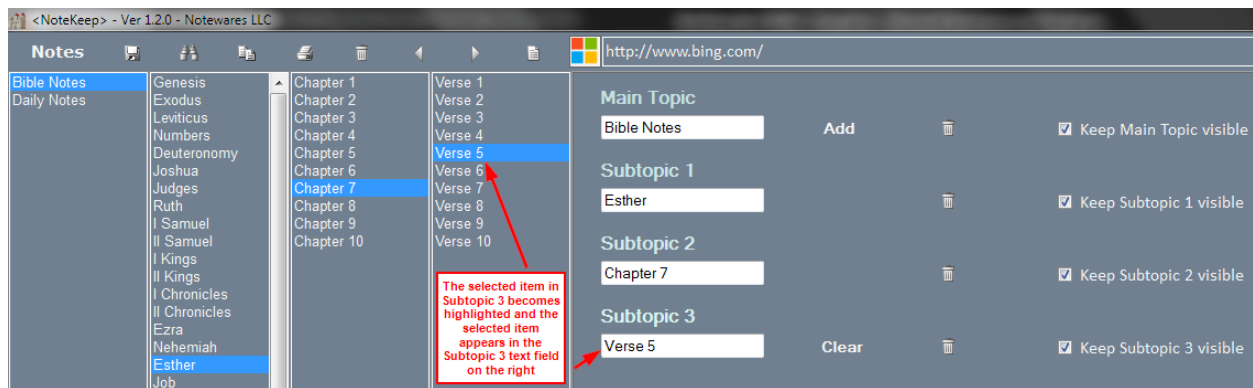 <NoteKeep> - Ver 1.2.0 - Notewares LLC
Notes
http://www.bing.com/
Bible Notes
Daily Notes
Genesis
Exodus
Leviticus
Numbers
Deuteronomy
Joshua
Judges
Ruth
I Samuel
II Samuel
I Kings
II Kings
I Chronicles
II Chronicles
Ezra
Nehemiah
Esther
Job
Chapter 1
Chapter 2
Chapter 3
Chapter 4
Chapter 5
Chapter 6
Chapter 7
Chapter 8
Chapter 9
Chapter 10
Verse 1
Verse 2
Verse 3
Verse 4
Verse 5
Verse 6
Verse 7
Verse 8
Verse 9
Verse 10
The selected item in
Subtopic 3 becomes
highlighted and the
selected item
appears in the
Subtopic 3 text field
on the right
Main Topic
Bible Notes Add Keep Main Topic visible
Subtopic 1
Esther Keep Subtopic 1 visible
Subtopic 2
Chapter 7 Keep Subtopic 2 visible
Subtopic 3
Verse 5 Clear Keep Subtopic 3 visible